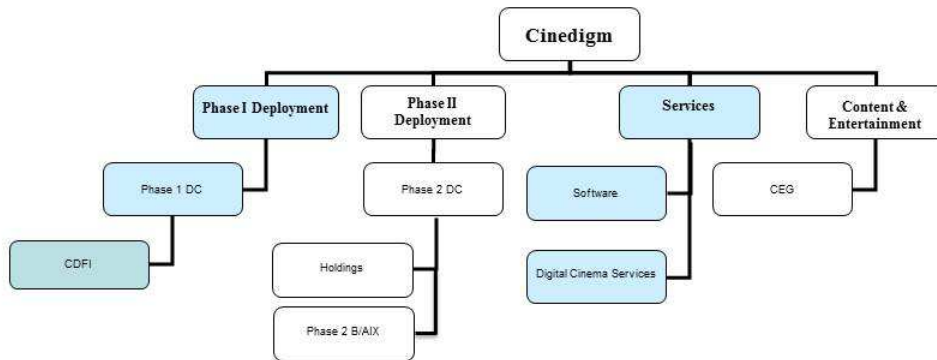 Cinedigm
Phase I Deployment
Phase II
Deployment
Services
Content &
Entertainment
Phase 1 DC
Phase 2 DC
Software
CEG
CDFI
Holdings
Digital Cinema Services
Phase 2 B/AIX